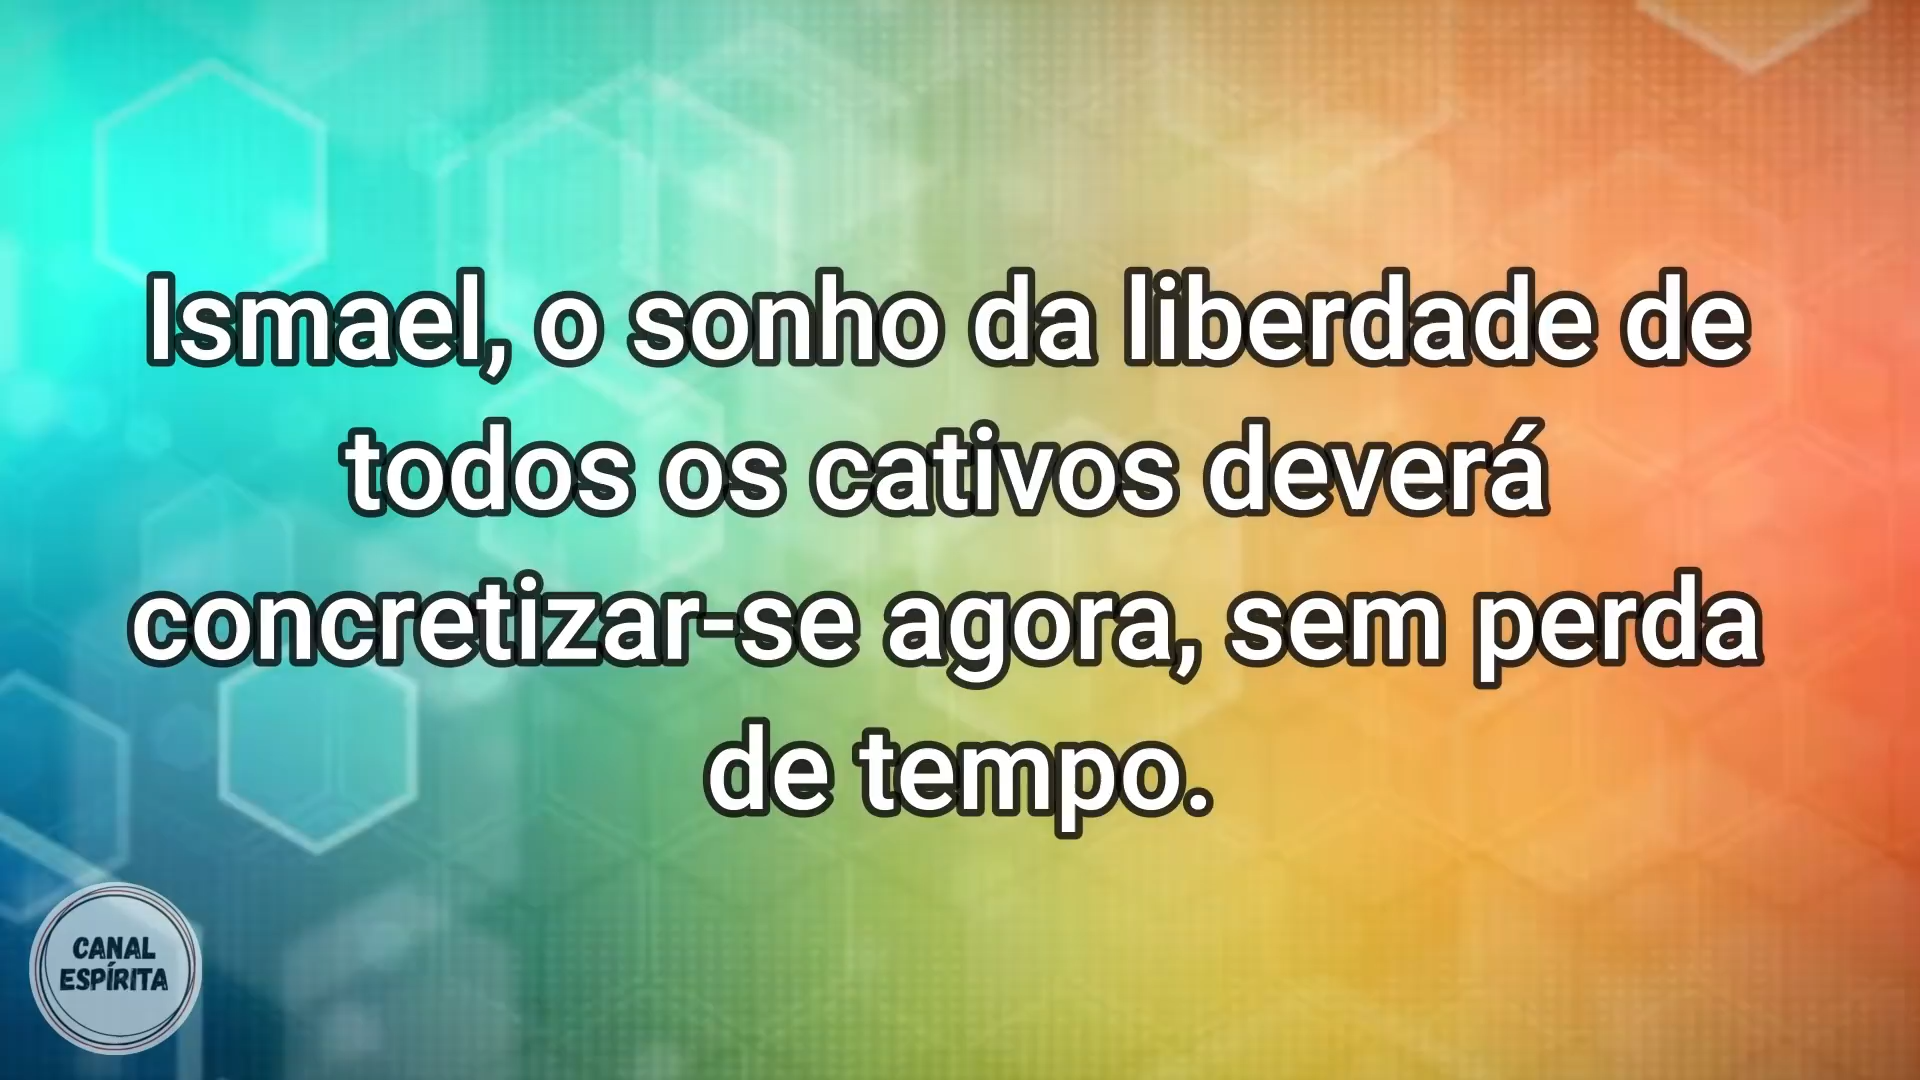 Ismael, o sonho da liberdade de
todos os cativos deverá
concretizar-se agora, sem perda
de tempo.
CANAL
ESPÍRITA